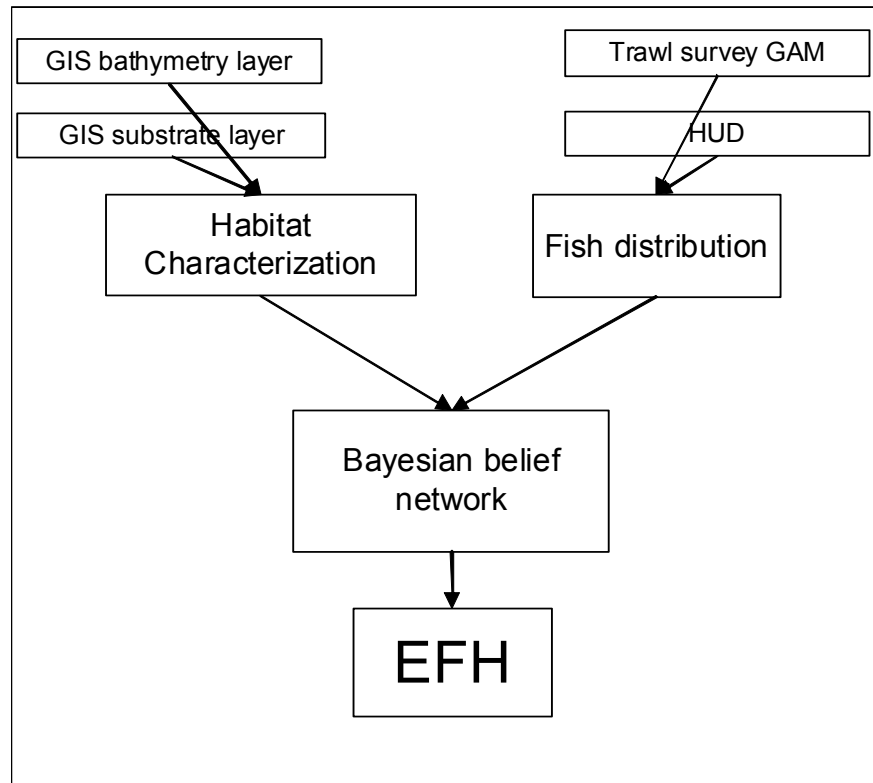 GIS bathymetry layer
GIS substrate layer
Trawl survey GAM
HUD
Habitat
Characterization
Fish distribution
Bayesian belief
network
EFH